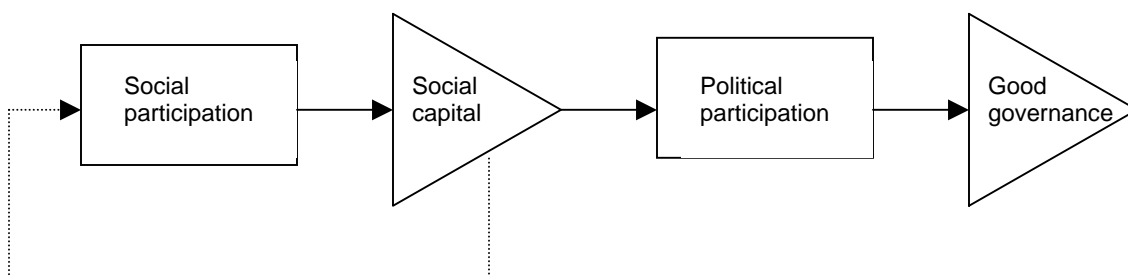 Social
participation
Social
capital
Political
participation
Good
governance